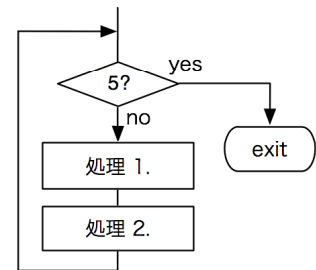 yes
5?
no
exit
処理 1.
処理 2.